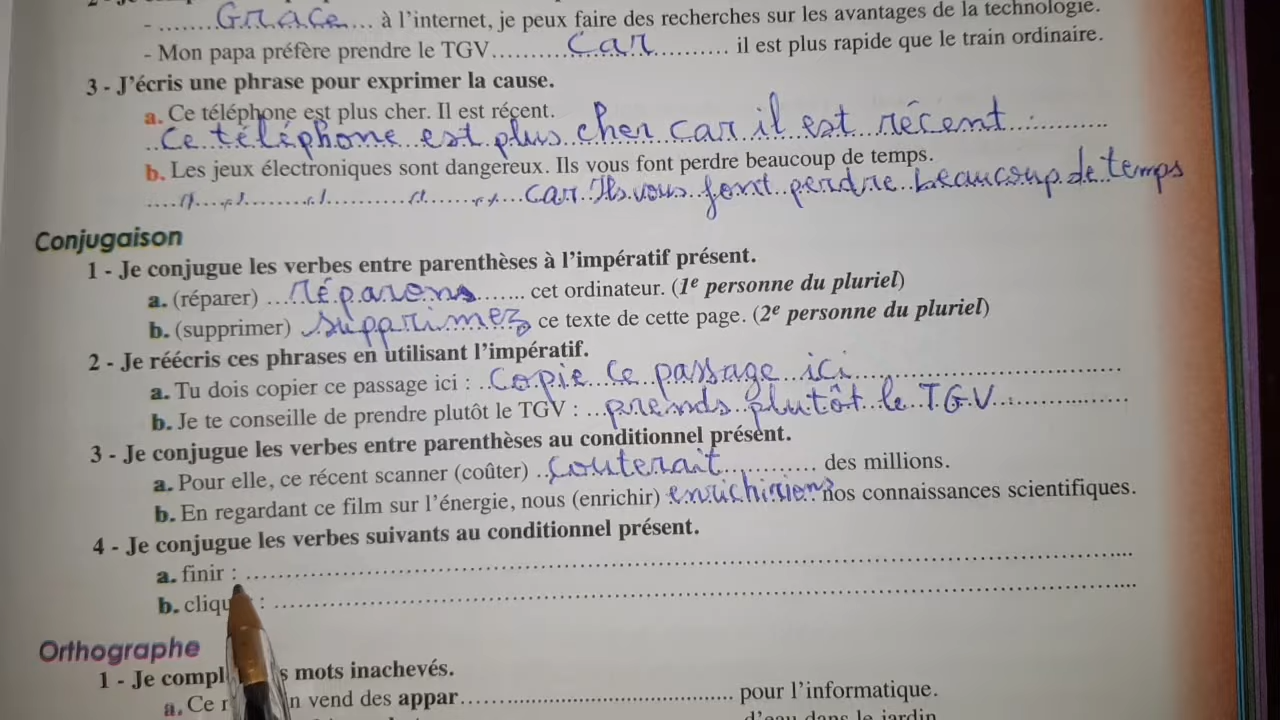 - ........Grace.... à l'internet, je peux faire des recherches sur les avantages de la technologie.
- Mon papa préfère prendre le TGV............car............ il est plus rapide que le train ordinaire.
3 - J'écris une phrase pour exprimer la cause.
a. Ce téléphone est plus cher. Il est récent.
Ce téléphone est plus cher car il est récent.
b. Les jeux électroniques sont dangereux. Ils vous font perdre beaucoup de temps.
car Ils vous font perdre beaucoup de temps
Conjugaison
1 - Je conjugue les verbes entre parenthèses à l'impératif présent.
a. (réparer) ...réparons....... cet ordinateur. (1e personne du pluriel)
b. (supprimer) supprimez ce texte de cette page. (2e personne du pluriel)
2 - Je réécris ces phrases en utilisant l'impératif.
a. Tu dois copier ce passage ici : ..Copie ce passage ici..............................
b. Je te conseille de prendre plutôt le TGV : ...prends plutôt le TGV...................
3 - Je conjugue les verbes entre parenthèses au conditionnel présent.
a. Pour elle, ce récent scanner (coûter) ..couterait............ des millions.
b. En regardant ce film sur l'énergie, nous (enrichir) enrichirions nos connaissances scientifiques.
4 - Je conjugue les verbes suivants au conditionnel présent.
a. finir : ........................................................................
b. cliqu : ........................................................................
Orthographe
1 - Je compl s mots inachevés.
a. Ce n vend des appar................................... pour l'informatique.
d'eau dans le jardin